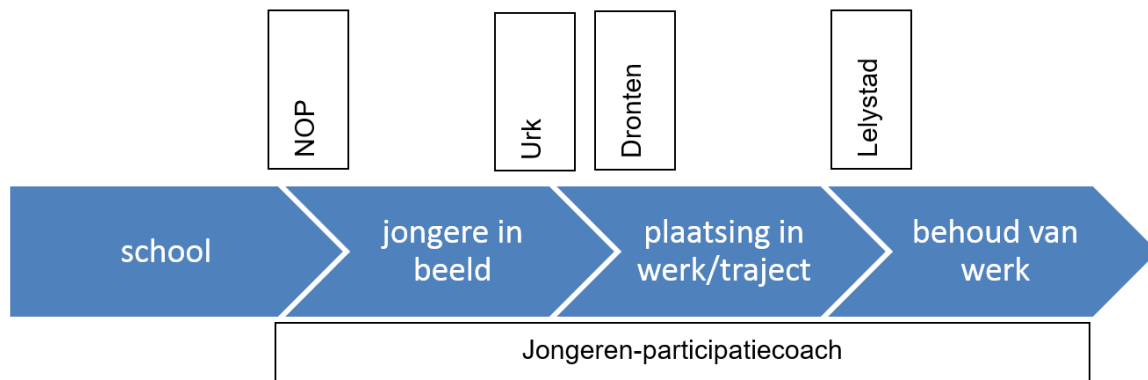 NOP
Urk
Dronten
Lelystad
school
jongere in
beeld
plaatsing in
werk/traject
behoud van
werk
Jongeren-participatiecoach